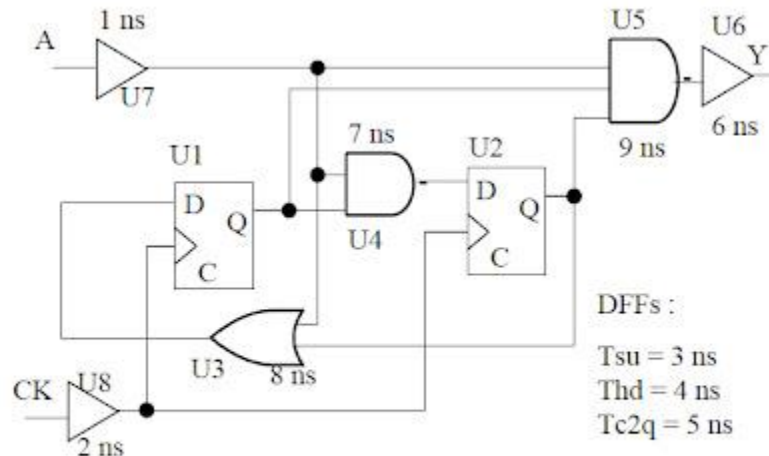 1 ns
U5
U6
A
Y
U7
7 ns
U1
U2
9 ns
6 ns
D
Q
D
Q
U4
C
C
DFFs :
U3
8 ns
Tsu = 3 ns
CK
U8
Thd = 4 ns
2 ns
Tc2q = 5 ns